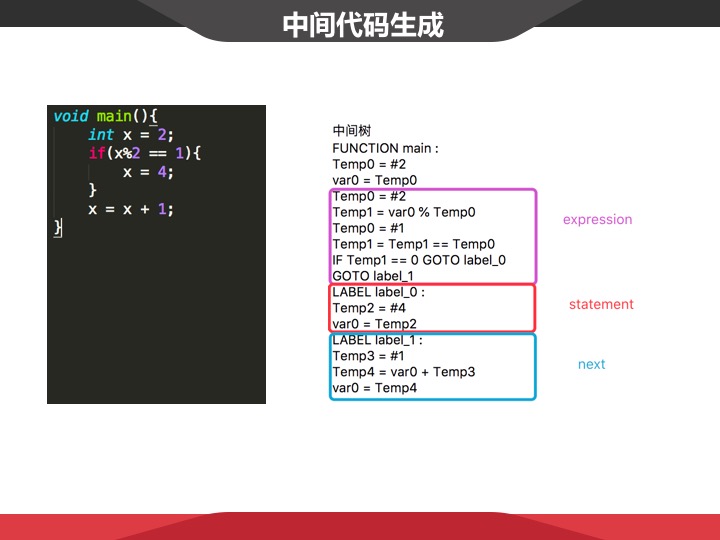 中间代码生成
void main(){
int x = 2;
if(x%2 == 1){
x = 4;
}
x = x + 1;
}
中间树
FUNCTION main :
Temp0 = #2
var0 = Temp0
Temp0 = #2
Temp1 = var0 % Temp0
Temp0 = #1
Temp1 = Temp1 == Temp0
IF Temp1 == 0 GOTO label_0
GOTO label_1
LABEL label_0 :
Temp2 = #4
var0 = Temp2
LABEL label_1 :
Temp3 = #1
Temp4 = var0 + Temp3
var0 = Temp4
expression
statement
next